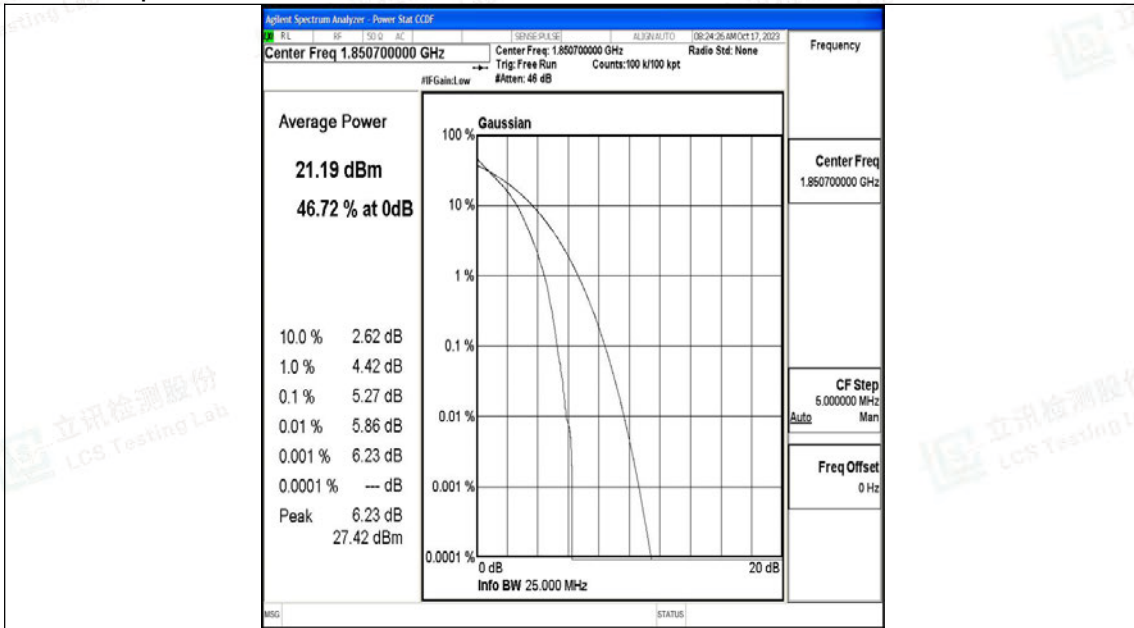 Agilent Spectrum Analyzer - Power Stat CCDF
RL RF 50 Ω AC SENSE:PULSE ALIGNAUTO 08:24:26 AM Oct 17, 2023
Center Freq 1.850700000 GHz
Center Freq: 1.850700000 GHz Radio Std: None
Trig: Free Run Counts:100 k/100 kpt
#IFGain:Low #Atten: 46 dB
Frequency
Average Power
21.19 dBm
46.72 % at 0dB
10.0 % 2.62 dB
1.0 % 4.42 dB
0.1 % 5.27 dB
0.01 % 5.86 dB
0.001 % 6.23 dB
0.0001 % --- dB
Peak 6.23 dB
27.42 dBm
Gaussian
100 %
10 %
1 %
0.1 %
0.01 %
0.001 %
0.0001 %
0 dB 20 dB
Info BW 25.000 MHz
Center Freq
1.850700000 GHz
CF Step
5.000000 MHz
Auto Man
Freq Offset
0 Hz
MSG STATUS
立讯检测股份
LCS Testing Lab
立讯检测股份
LCS Testing L